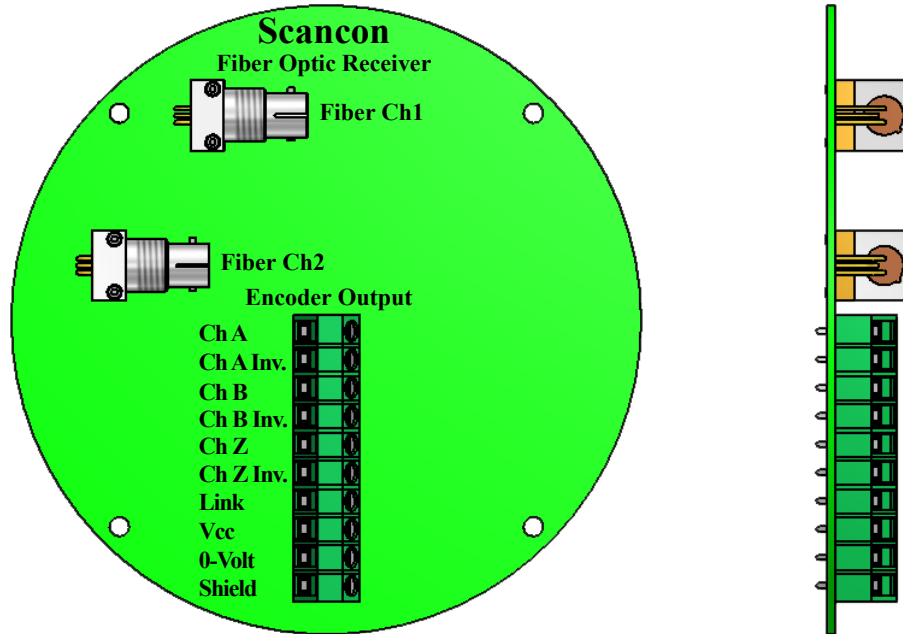 Scancon
Fiber Optic Receiver
Fiber Ch1
Fiber Ch2
Encoder Output
Ch A
Ch A Inv.
Ch B
Ch B Inv.
Ch Z
Ch Z Inv.
Link
Vcc
0-Volt
Shield